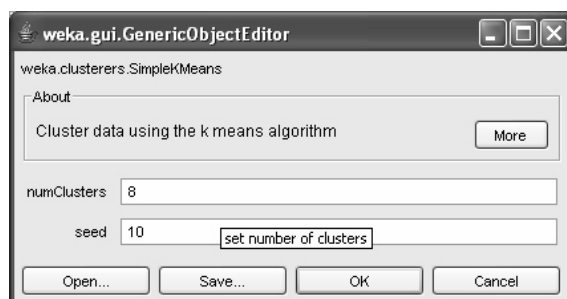 weka.gui.GenericObjectEditor
weka.clusterers.SimpleKMeans
About
Cluster data using the k means algorithm
More
numClusters 8
seed 10
set number of clusters
Open... Save... OK Cancel